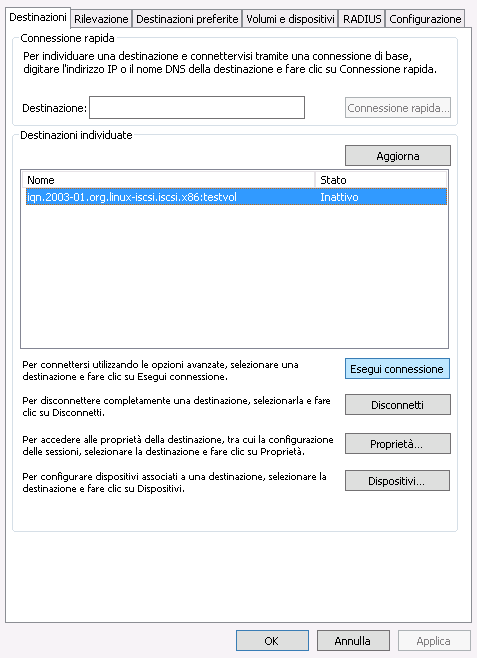 Destinazioni Rilevazione Destinazioni preferite Volumi e dispositivi RADIUS Configurazione
Connessione rapida
Per individuare una destinazione e connettervisi tramite una connessione di base,
digitare l'indirizzo IP o il nome DNS della destinazione e fare clic su Connessione rapida.
Destinazione: Connessione rapida...
Destinazioni individuate
Aggiorna
Nome Stato
iqn.2003-01.org.linux-iscsi.iscsi.x86:testvol Inattivo
Per connettersi utilizzando le opzioni avanzate, selezionare una
destinazione e fare clic su Esegui connessione.
Esegui connessione
Per disconnettere completamente una destinazione, selezionarla e fare
clic su Disconnetti.
Disconnetti
Per accedere alle proprietà della destinazione, tra cui la configurazione
delle sessioni, selezionare la destinazione e fare clic su Proprietà.
Proprietà...
Per configurare dispositivi associati a una destinazione, selezionare la
destinazione e fare clic su Dispositivi.
Dispositivi...
OK Annulla Applica